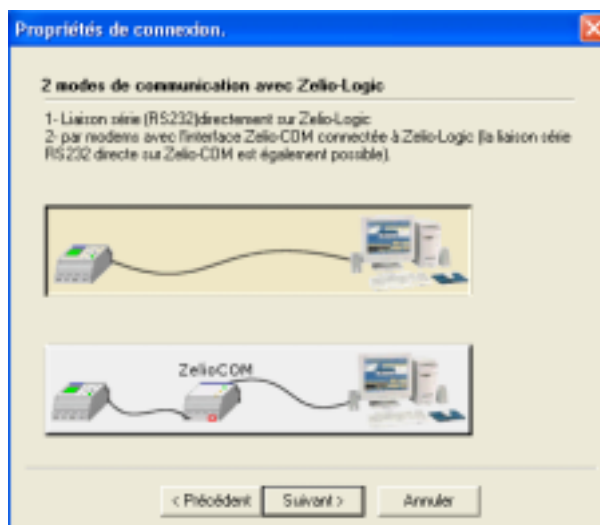 Propriétés de connexion.
2 modes de communication avec Zelio-Logic
1- Liaison série (RS232)directement sur Zelio-Logic
2- par modems avec l'interface Zelio-COM connectée à Zelio-Logic (la liaison série
RS232 directe sur Zelio-COM est également possible).
ZelioCOM
< Précédent
Suivant >
Annuler